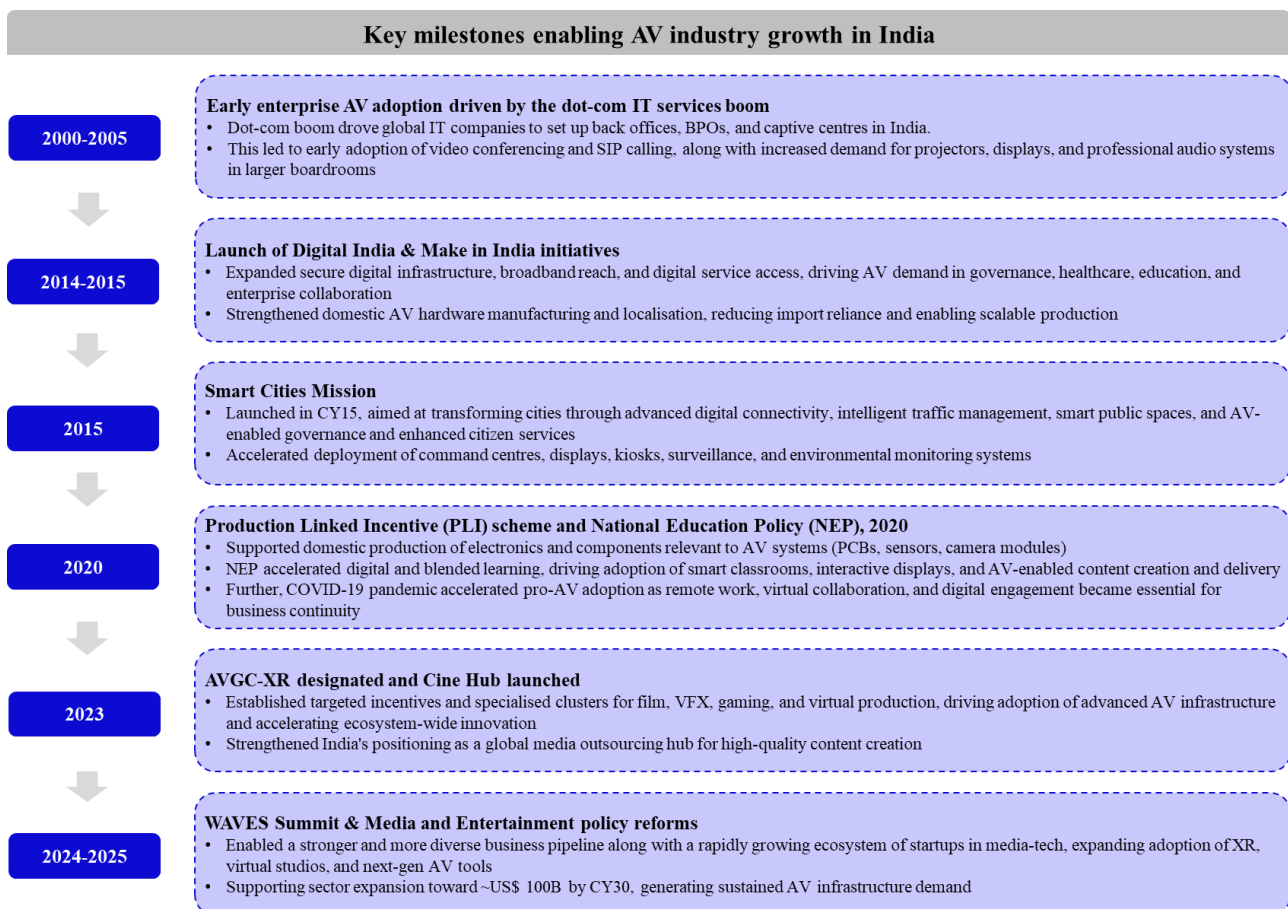 Key milestones enabling AV industry growth in India
2000-2005
Early enterprise AV adoption driven by the dot-com IT services boom
• Dot-com boom drove global IT companies to set up back offices, BPOs, and captive centres in India.
• This led to early adoption of video conferencing and SIP calling, along with increased demand for projectors, displays, and professional audio systems
in larger boardrooms
2014-2015
Launch of Digital India & Make in India initiatives
• Expanded secure digital infrastructure, broadband reach, and digital service access, driving AV demand in governance, healthcare, education, and
enterprise collaboration
• Strengthened domestic AV hardware manufacturing and localisation, reducing import reliance and enabling scalable production
2015
Smart Cities Mission
• Launched in CY15, aimed at transforming cities through advanced digital connectivity, intelligent traffic management, smart public spaces, and AV-
enabled governance and enhanced citizen services
• Accelerated deployment of command centres, displays, kiosks, surveillance, and environmental monitoring systems
2020
Production Linked Incentive (PLI) scheme and National Education Policy (NEP), 2020
• Supported domestic production of electronics and components relevant to AV systems (PCBs, sensors, camera modules)
• NEP accelerated digital and blended learning, driving adoption of smart classrooms, interactive displays, and AV-enabled content creation and delivery
• Further, COVID-19 pandemic accelerated pro-AV adoption as remote work, virtual collaboration, and digital engagement became essential for
business continuity
2023
AVGC-XR designated and Cine Hub launched
• Established targeted incentives and specialised clusters for film, VFX, gaming, and virtual production, driving adoption of advanced AV infrastructure
and accelerating ecosystem-wide innovation
• Strengthened India's positioning as a global media outsourcing hub for high-quality content creation
2024-2025
WAVES Summit & Media and Entertainment policy reforms
• Enabled a stronger and more diverse business pipeline along with a rapidly growing ecosystem of startups in media-tech, expanding adoption of XR,
virtual studios, and next-gen AV tools
• Supporting sector expansion toward ~US$ 100B by CY30, generating sustained AV infrastructure demand